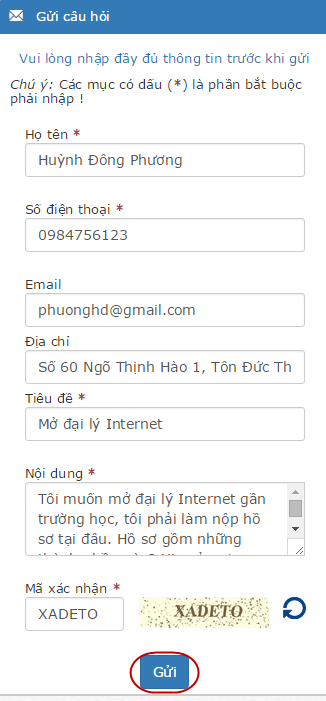 Gửi câu hỏi
Vui lòng nhập đầy đủ thông tin trước khi gửi
Chú ý: Các mục có dấu (*) là phần bắt buộc
phải nhập !
Họ tên *
Huỳnh Đông Phương
Số điện thoại *
0984756123
Email
phuonghd@gmail.com
Địa chỉ
Số 60 Ngõ Thịnh Hào 1, Tôn Đức Th
Tiêu đề *
Mở đại lý Internet
Nội dung *
Tôi muốn mở đại lý Internet gần
trường học, tôi phải làm nộp hồ
sơ tại đâu. Hồ sơ gồm những
Mã xác nhận *
XADETO XADETO
Gửi